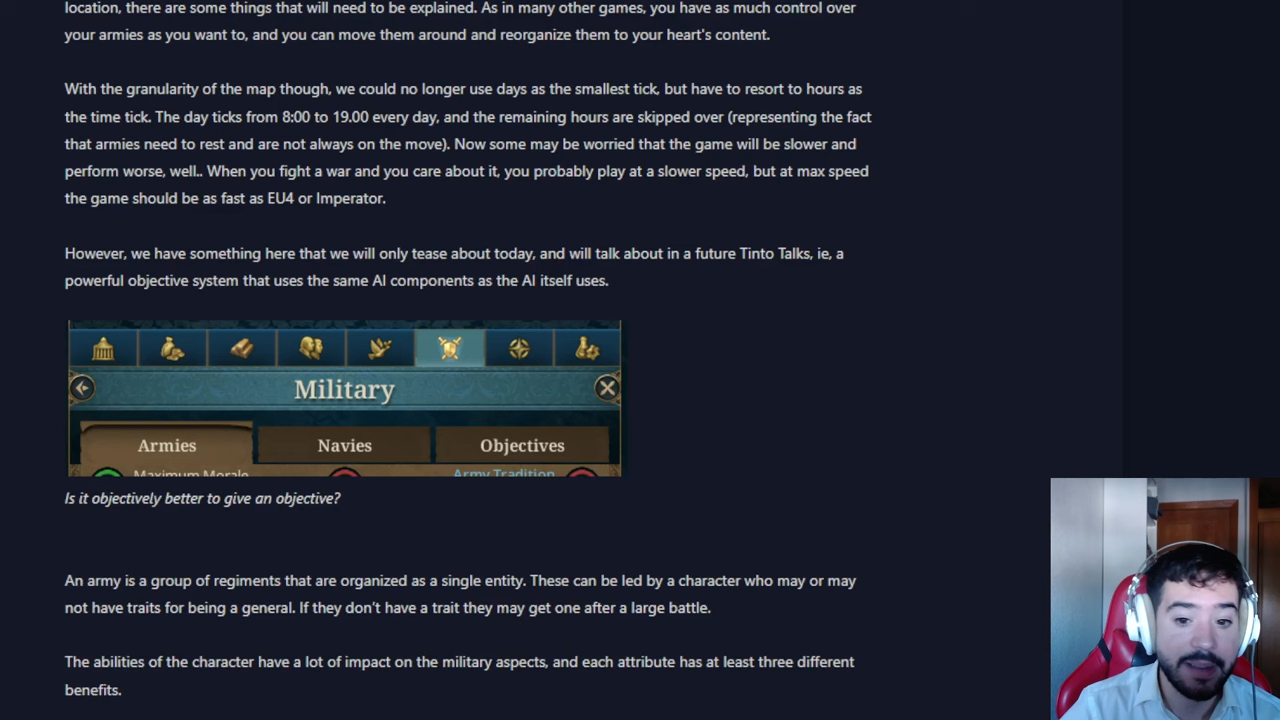 location, there are some things that will need to be explained. As in many other games, you have as much control over
your armies as you want to, and you can move them around and reorganize them to your heart's content.
With the granularity of the map though, we could no longer use days as the smallest tick, but have to resort to hours as
the time tick. The day ticks from 8:00 to 19.00 every day, and the remaining hours are skipped over (representing the fact
that armies need to rest and are not always on the move). Now some may be worried that the game will be slower and
perform worse, well.. When you fight a war and you care about it, you probably play at a slower speed, but at max speed
the game should be as fast as EU4 or Imperator.
However, we have something here that we will only tease about today, and will talk about in a future Tinto Talks, ie, a
powerful objective system that uses the same AI components as the AI itself uses.
Military
Armies Navies Objectives
Maximum Morale Army Tradition
Is it objectively better to give an objective?
An army is a group of regiments that are organized as a single entity. These can be led by a character who may or may
not have traits for being a general. If they don't have a trait they may get one after a large battle.
The abilities of the character have a lot of impact on the military aspects, and each attribute has at least three different
benefits.